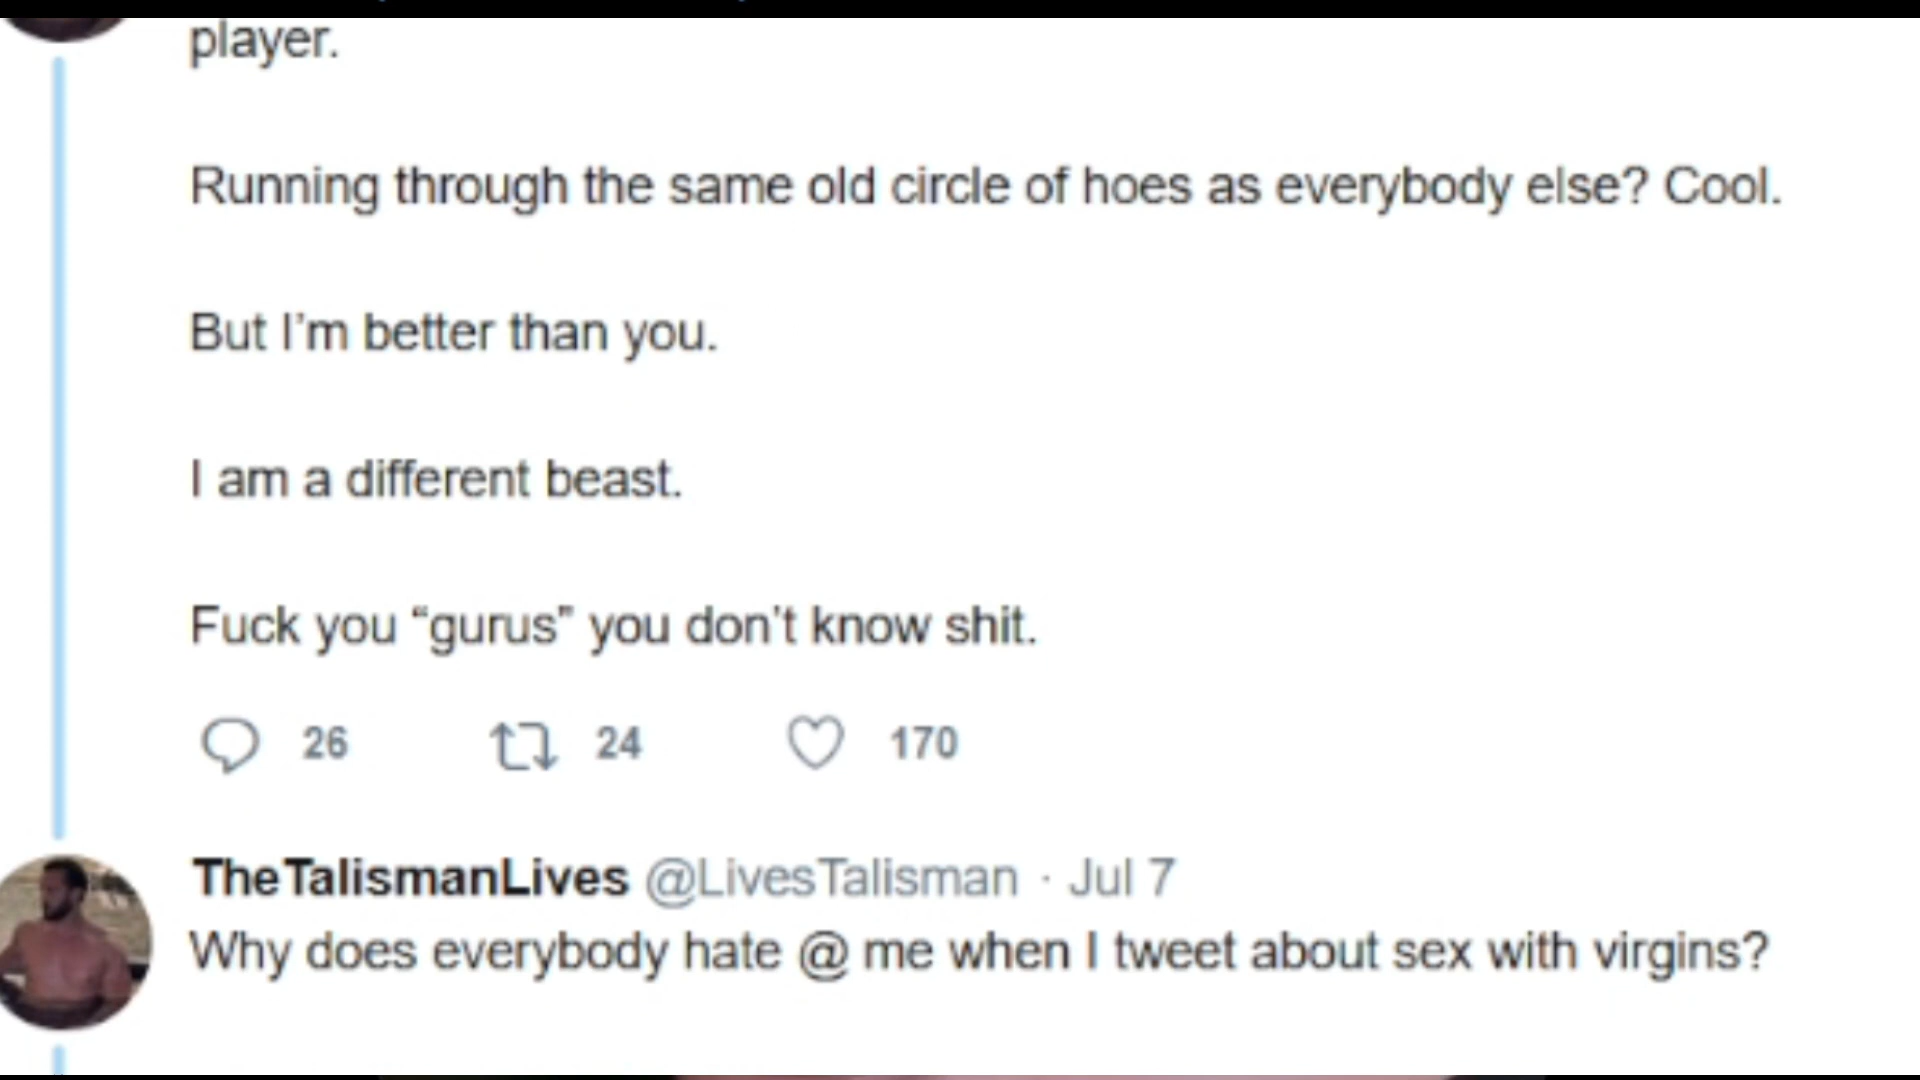 player.
Running through the same old circle of hoes as everybody else? Cool.
But I’m better than you.
I am a different beast.
Fuck you “gurus” you don’t know shit.
26 24 170
TheTalismanLives @LivesTalisman · Jul 7
Why does everybody hate @ me when I tweet about sex with virgins?